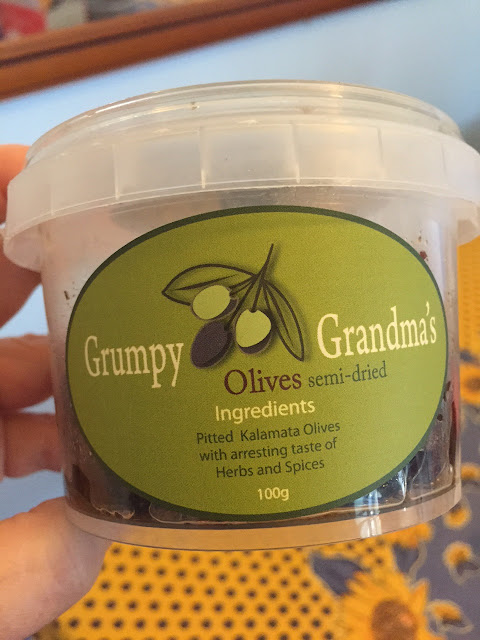 Grumpy Grandma's
Olives semi-dried
Ingredients
Pitted Kalamata Olives
with arresting taste of
Herbs and Spices
100g